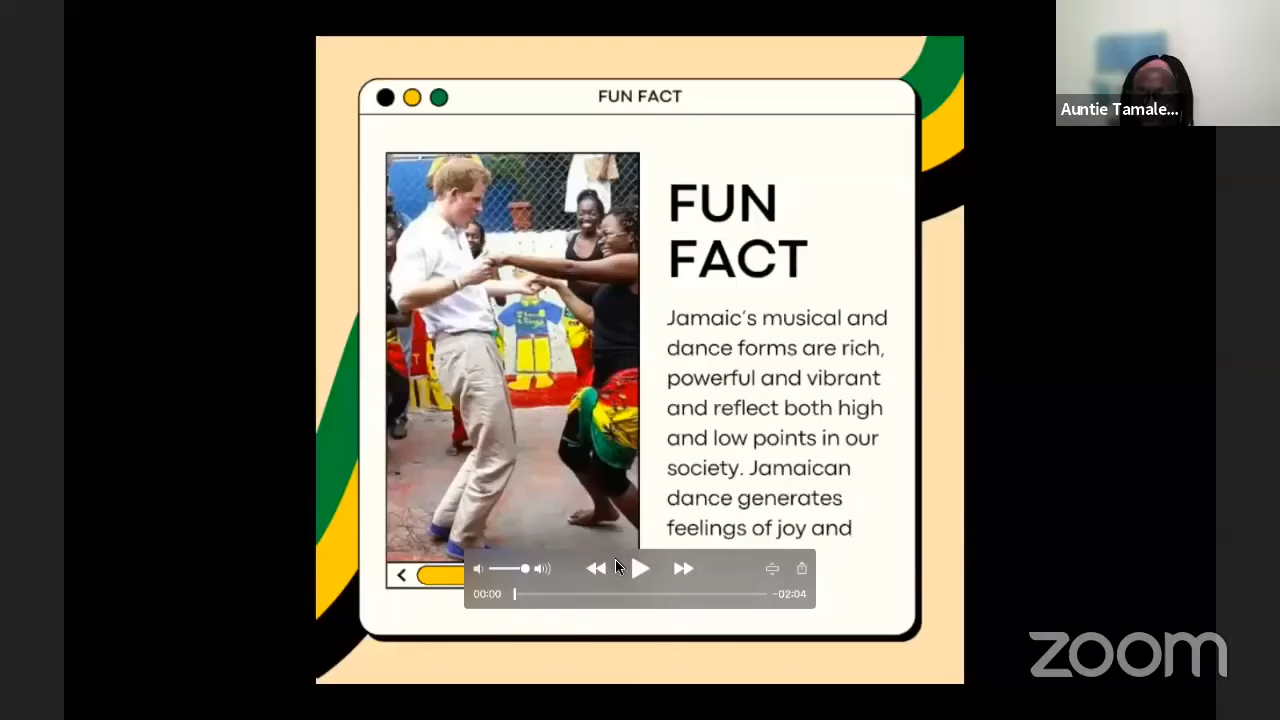 FUN FACT
Auntie Tamale...
FUN
FACT
Jamaic's musical and
dance forms are rich,
powerful and vibrant
and reflect both high
and low points in our
society. Jamaican
dance generates
feelings of joy and
00:00
-02:04
zoom